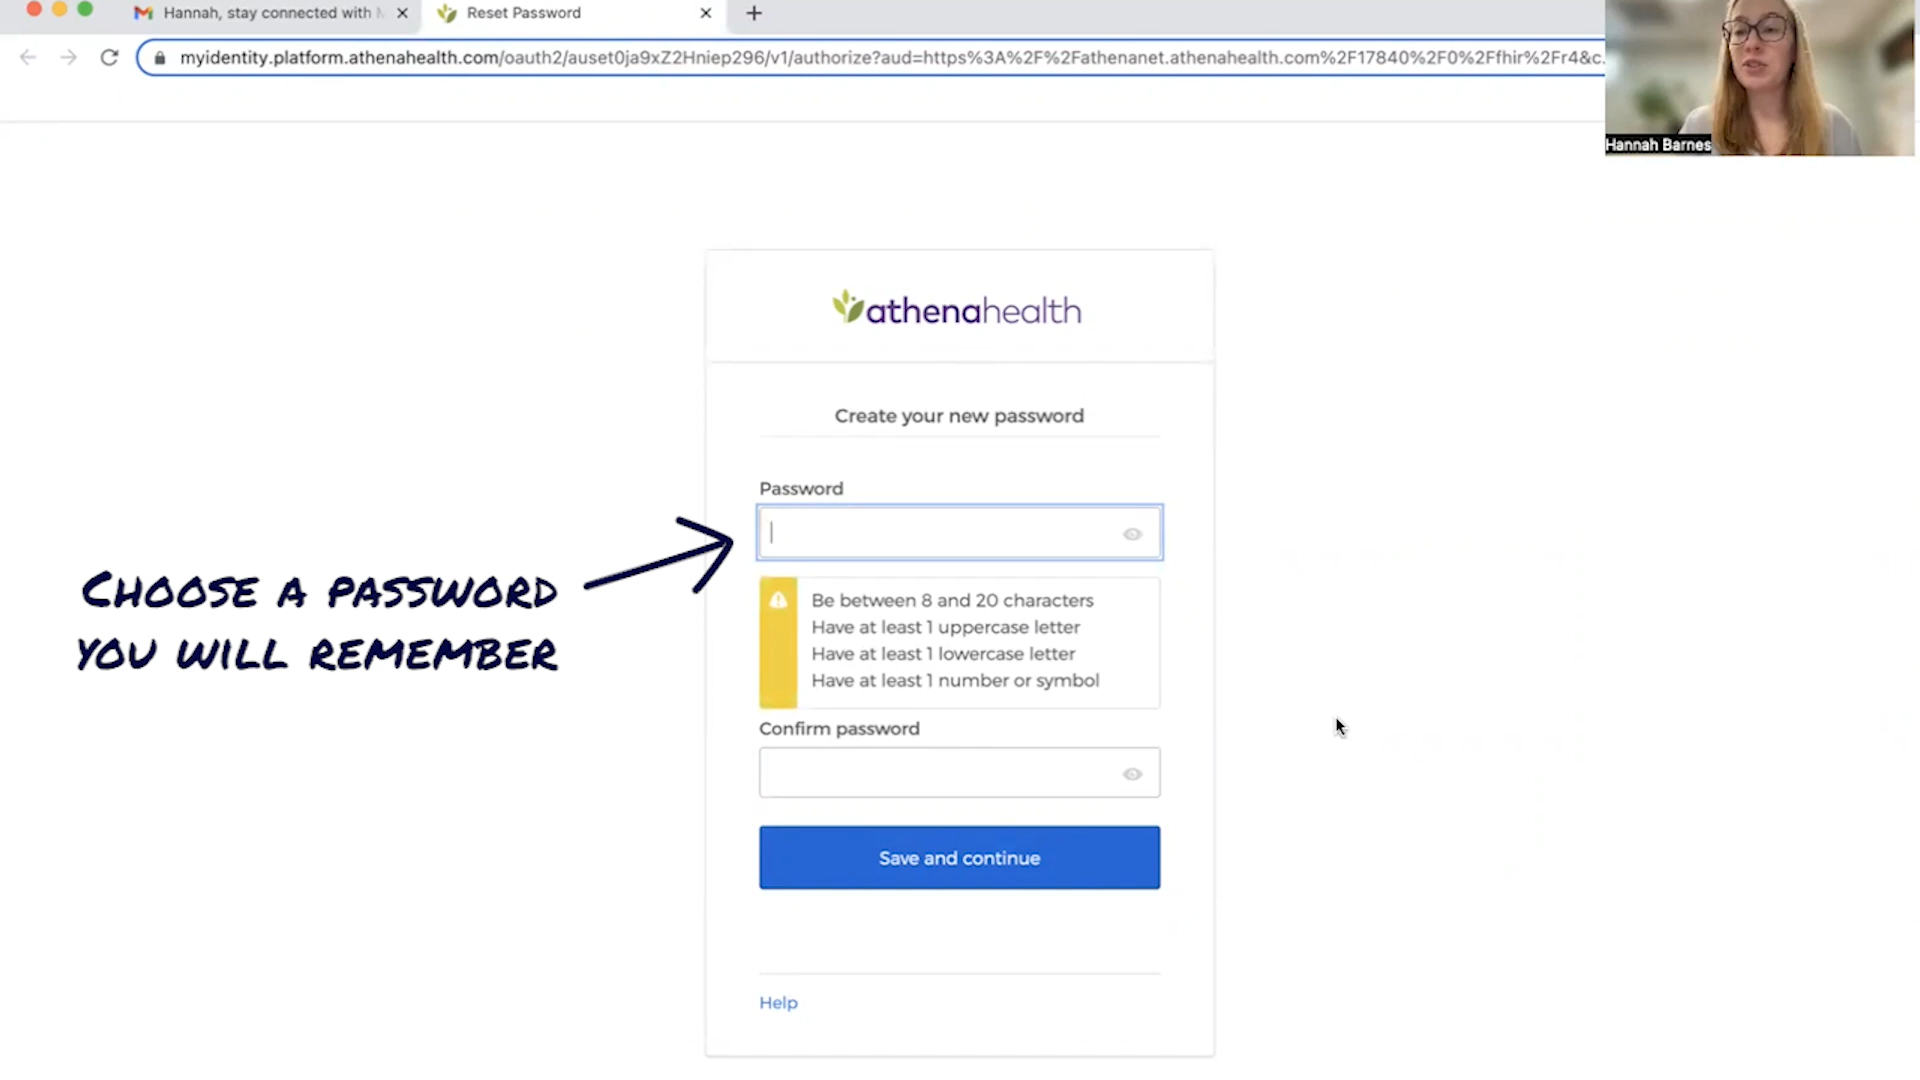 Hannah, stay connected with M
Reset Password
myidentity.platform.athenahealth.com/oauth2/auset0ja9xZ2Hniep296/v1/authorize?aud=https%3A%2F%2Fathenanet.athenahealth.com%2F17840%2F0%2Ffhir%2Fr4&c.
Hannah Barnes
athenahealth
Create your new password
Password
CHOOSE A PASSWORD
YOU WILL REMEMBER
Be between 8 and 20 characters
Have at least 1 uppercase letter
Have at least 1 lowercase letter
Have at least 1 number or symbol
Confirm password
Save and continue
Help